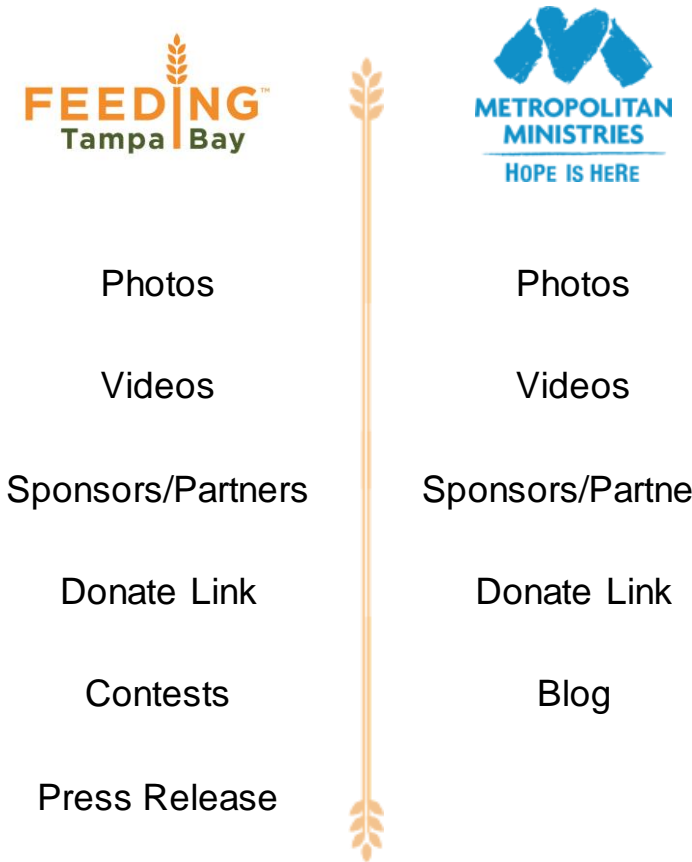 FEEDING™
Tampa Bay
Photos
Videos
Sponsors/Partners
Donate Link
Contests
Press Release
METROPOLITAN
MINISTRIES
HOPE IS HeRe
Photos
Videos
Sponsors/Partne
Donate Link
Blog